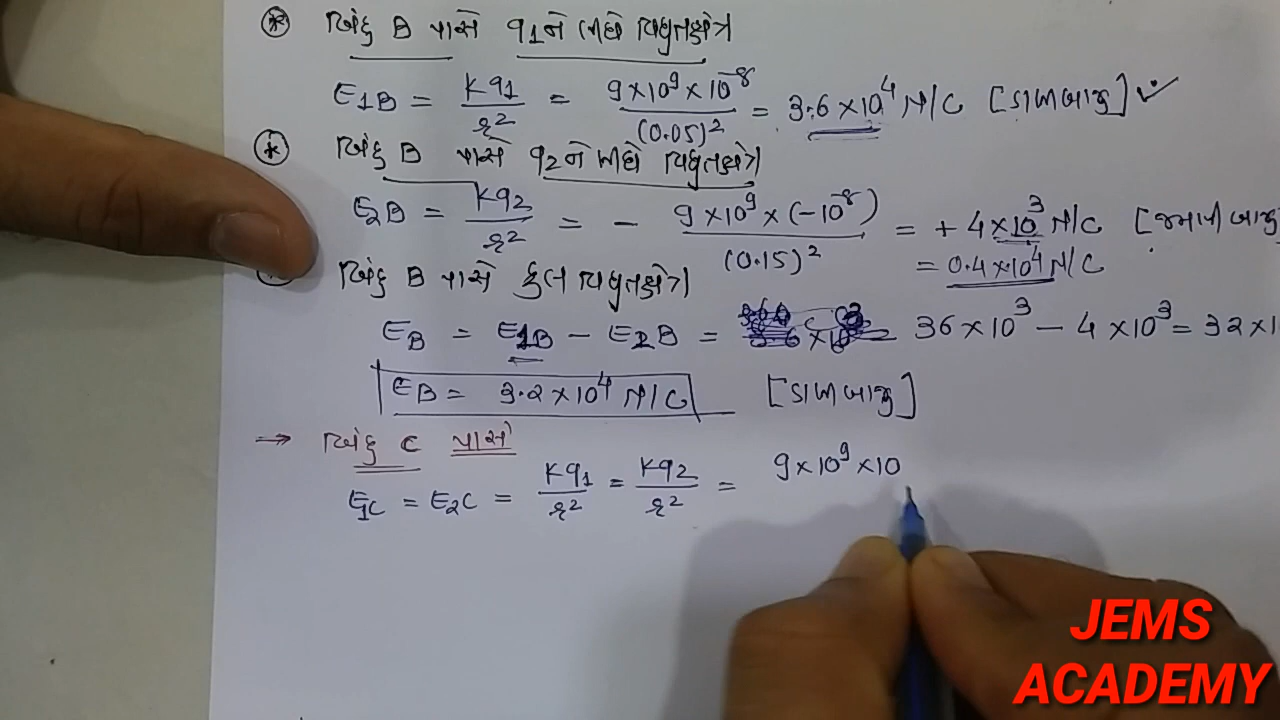 ⊛ બિંદુ B પાસે q1ને લીધે વિદ્યુતક્ષેત્ર
E1B = Kq1/r² = 9×10⁹×10⁻⁸/(0.05)² = 3.6×10⁴ N/C [ડાબીબાજુ] ✓
⊛ બિંદુ B પાસે q2ને લીધે વિદ્યુતક્ષેત્ર
E2B = Kq2/r² = - 9×10⁹×(-10⁻⁸)/(0.15)² = + 4×10³ N/C [જમણીબાજુ
= 0.4×10⁴ N/C
બિંદુ B પાસે કુલ વિદ્યુતક્ષેત્ર
EB = E1B - E2B = 36×10³ - 4×10³ = 32×1
EB = 3.2×10⁴ N/C [ડાબીબાજુ]
→ બિંદુ C પાસે
E1C = E2C = Kq1/r² = Kq2/r² = 9×10⁹×10
JEMS
ACADEMY